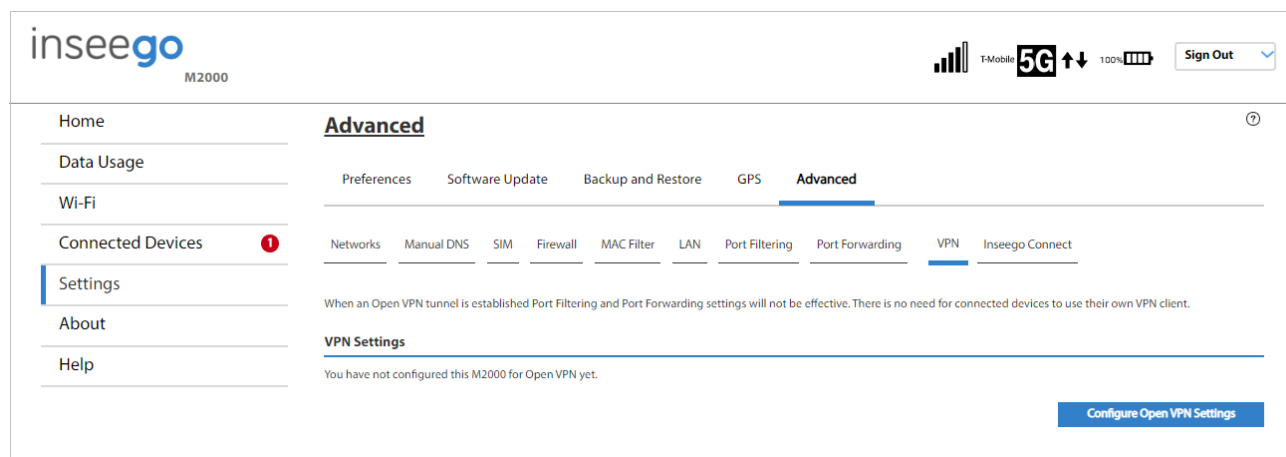 inseego
M2000
T-Mobile 5G 100% Sign Out
Home
Data Usage
Wi-Fi
Connected Devices 1
Settings
About
Help
Advanced ?
Preferences Software Update Backup and Restore GPS Advanced
Networks Manual DNS SIM Firewall MAC Filter LAN Port Filtering Port Forwarding VPN Inseego Connect
When an Open VPN tunnel is established Port Filtering and Port Forwarding settings will not be effective. There is no need for connected devices to use their own VPN client.
VPN Settings
You have not configured this M2000 for Open VPN yet.
Configure Open VPN Settings